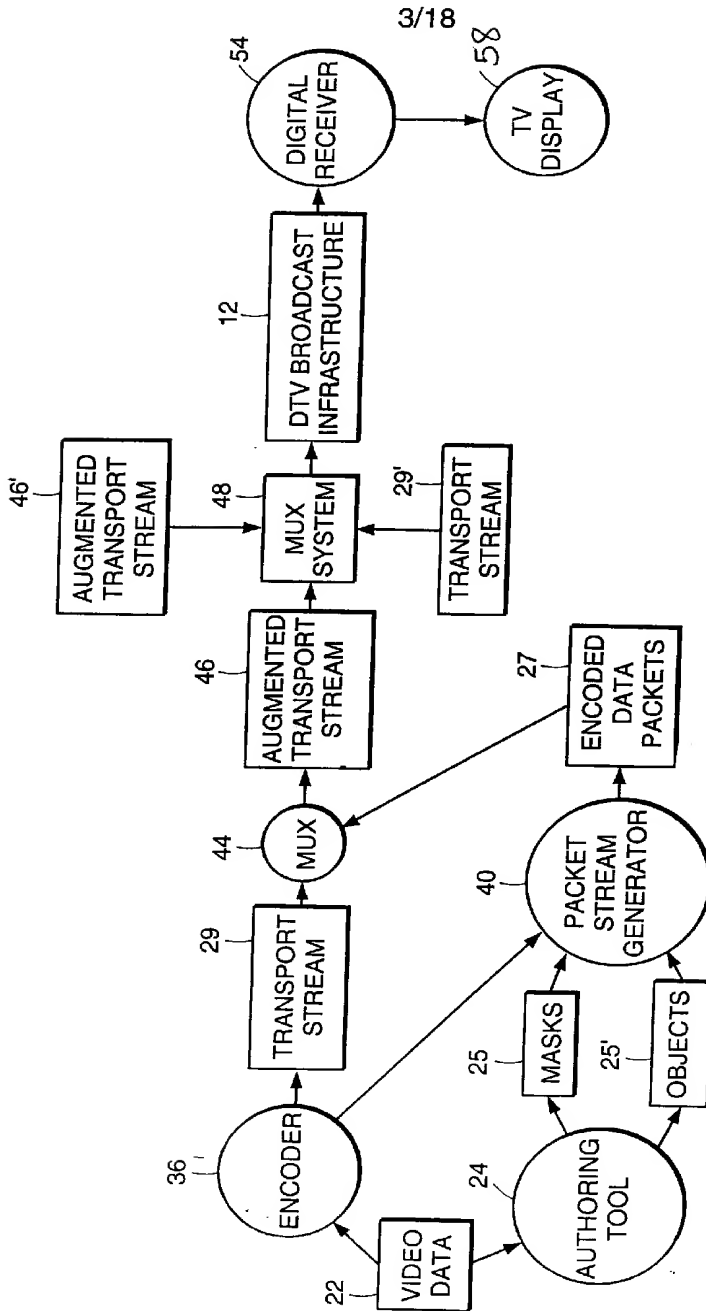 3/18
22
VIDEO
DATA
36
ENCODER
24
AUTHORING
TOOL
29
TRANSPORT
STREAM
25
MASKS
25'
OBJECTS
40
PACKET
STREAM
GENERATOR
44
MUX
27
ENCODED
DATA
PACKETS
46
AUGMENTED
TRANSPORT
STREAM
46'
AUGMENTED
TRANSPORT
STREAM
48
MUX
SYSTEM
29'
TRANSPORT
STREAM
12
DTV BROADCAST
INFRASTRUCTURE
54
DIGITAL
RECEIVER
58
TV
DISPLAY